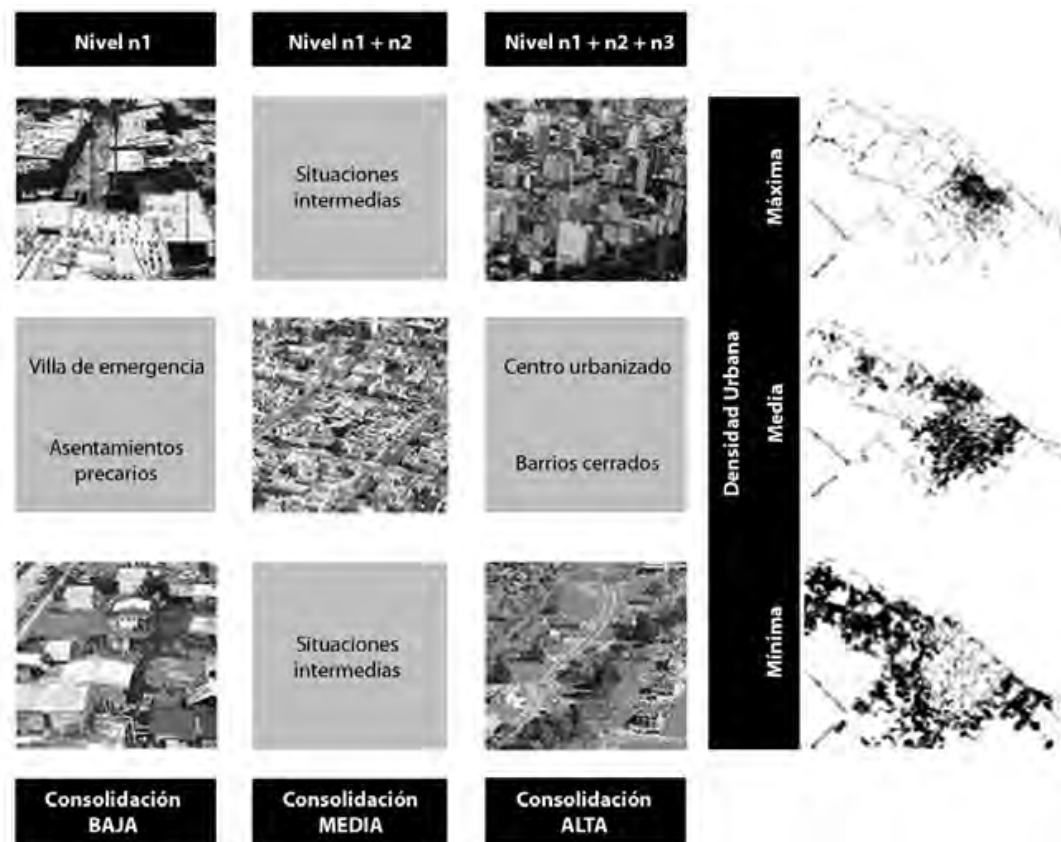 Nivel n1
Nivel n1 + n2
Nivel n1 + n2 + n3
Situaciones
intermedias
Máxima
Villa de emergencia
Asentamientos
precarios
Centro urbanizado
Barrios cerrados
Densidad Urbana
Media
Situaciones
intermedias
Mínima
Consolidación
BAJA
Consolidación
MEDIA
Consolidación
ALTA